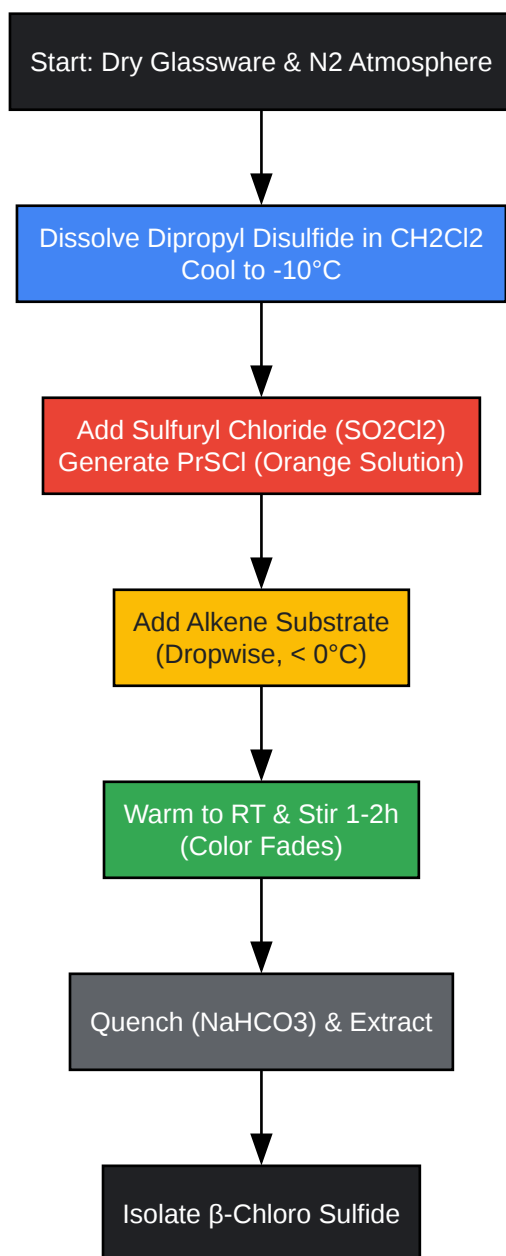 Start: Dry Glassware & N2 Atmosphere
Dissolve Dipropyl Disulfide in CH2Cl2
Cool to -10°C
Add Sulfuryl Chloride (SO2Cl2)
Generate PrSCl (Orange Solution)
Add Alkene Substrate
(Dropwise, < 0°C)
Warm to RT & Stir 1-2h
(Color Fades)
Quench (NaHCO3) & Extract
Isolate β-Chloro Sulfide